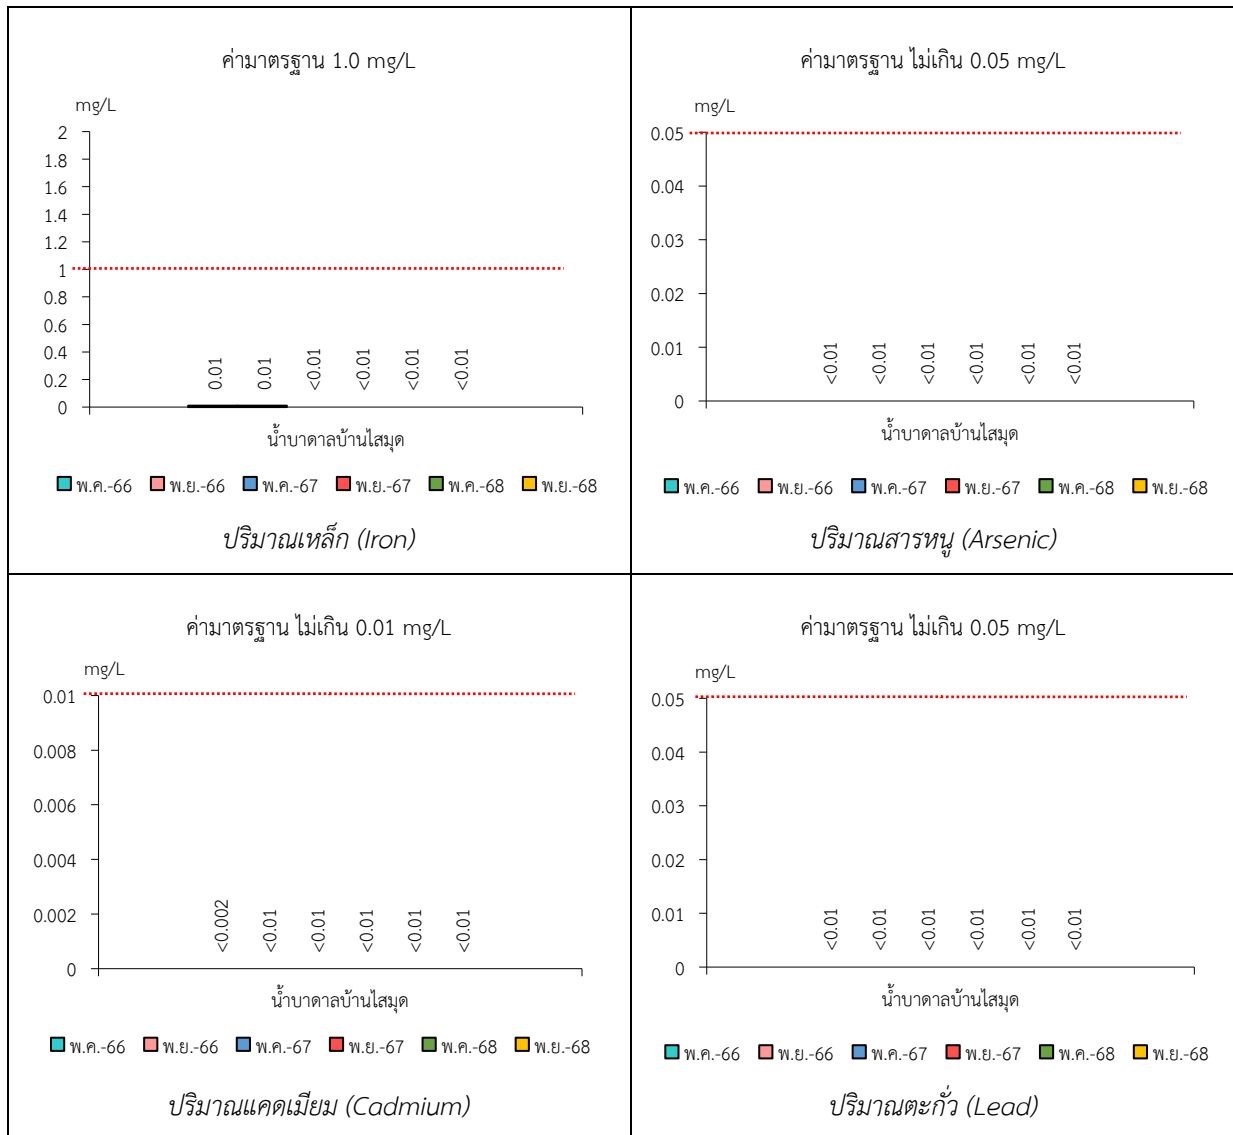 ค่ามาตรฐาน 1.0 mg/L
mg/L
2
1.8
1.6
1.4
1.2
1
0.8
0.6
0.4
0.2
0
0.01 0.01 <0.01 <0.01 <0.01 <0.01
น้ำบาดาลบ้านไสมุด
พ.ค.-66 พ.ย.-66 พ.ค.-67 พ.ย.-67 พ.ค.-68 พ.ย.-68
ปริมาณเหล็ก (Iron)
ค่ามาตรฐาน ไม่เกิน 0.05 mg/L
mg/L
0.05
0.04
0.03
0.02
0.01
0
<0.01 <0.01 <0.01 <0.01 <0.01 <0.01
น้ำบาดาลบ้านไสมุด
พ.ค.-66 พ.ย.-66 พ.ค.-67 พ.ย.-67 พ.ค.-68 พ.ย.-68
ปริมาณสารหนู (Arsenic)
ค่ามาตรฐาน ไม่เกิน 0.01 mg/L
mg/L
0.01
0.008
0.006
0.004
0.002
0
<0.002 <0.01 <0.01 <0.01 <0.01 <0.01
น้ำบาดาลบ้านไสมุด
พ.ค.-66 พ.ย.-66 พ.ค.-67 พ.ย.-67 พ.ค.-68 พ.ย.-68
ปริมาณแคดเมียม (Cadmium)
ค่ามาตรฐาน ไม่เกิน 0.05 mg/L
mg/L
0.05
0.04
0.03
0.02
0.01
0
<0.01 <0.01 <0.01 <0.01 <0.01 <0.01
น้ำบาดาลบ้านไสมุด
พ.ค.-66 พ.ย.-66 พ.ค.-67 พ.ย.-67 พ.ค.-68 พ.ย.-68
ปริมาณตะกั่ว (Lead)